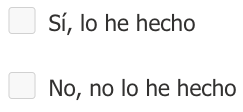 Sí, lo he hecho
No, no lo he hecho